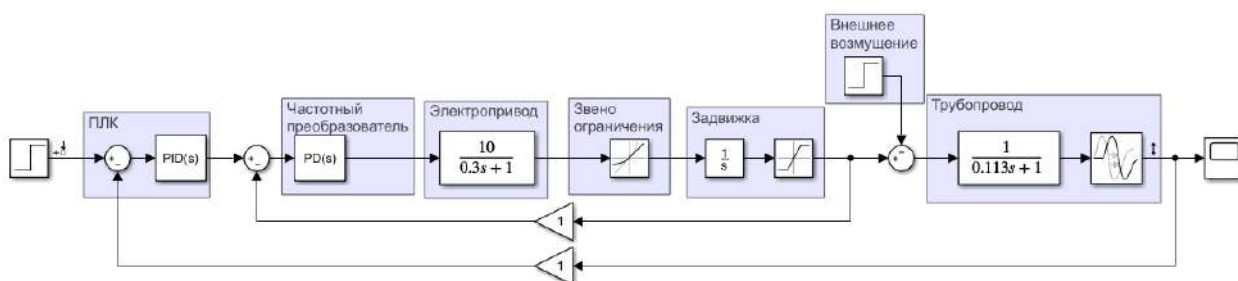 Внешнее
возмущение
ПЛК
Частотный
преобразователь
Электропривод
Звено
ограничения
Задвижка
Трубопровод
+
-
PID(s)
+
-
PD(s)
10
0.3s + 1
1
s
+
-
1
0.113s + 1
1
1